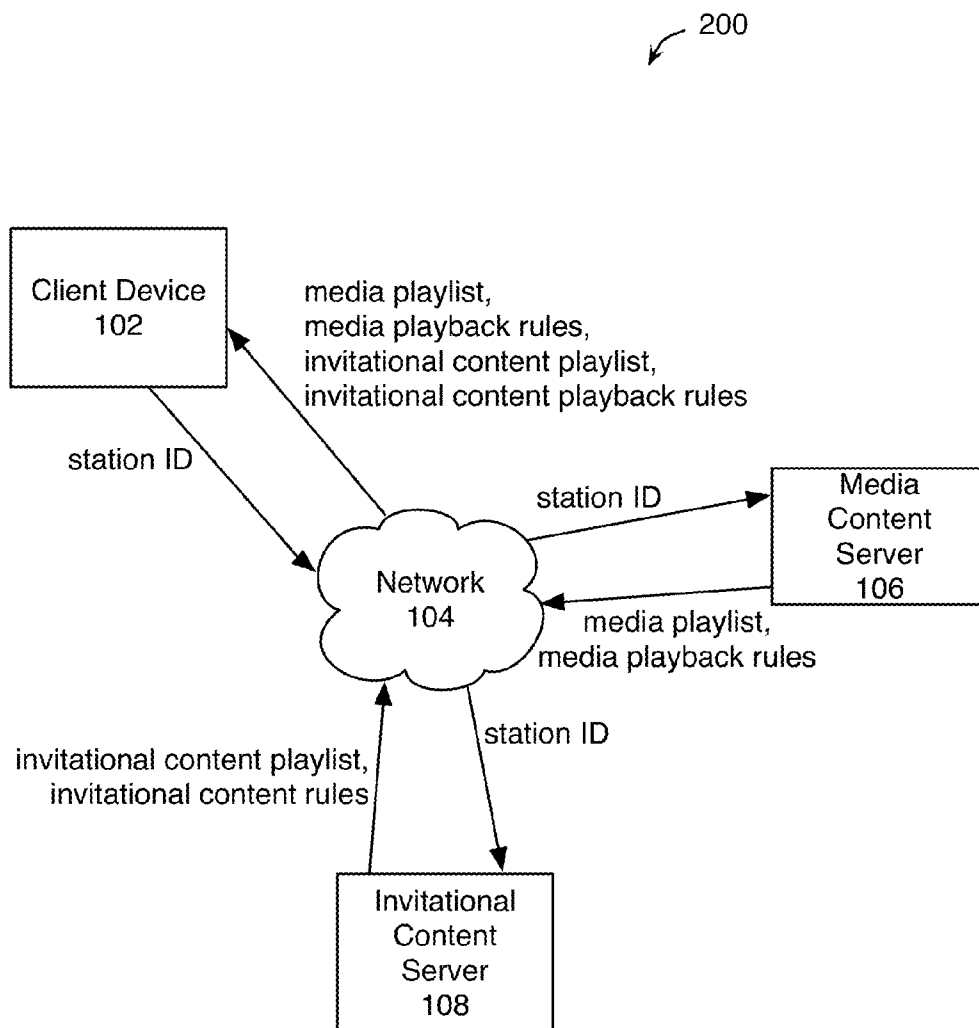 200
Client Device
102
media playlist,
media playback rules,
invitational content playlist,
invitational content playback rules
station ID
station ID
Media
Content
Server
106
Network
104
media playlist,
media playback rules
station ID
invitational content playlist,
invitational content rules
Invitational
Content
Server
108